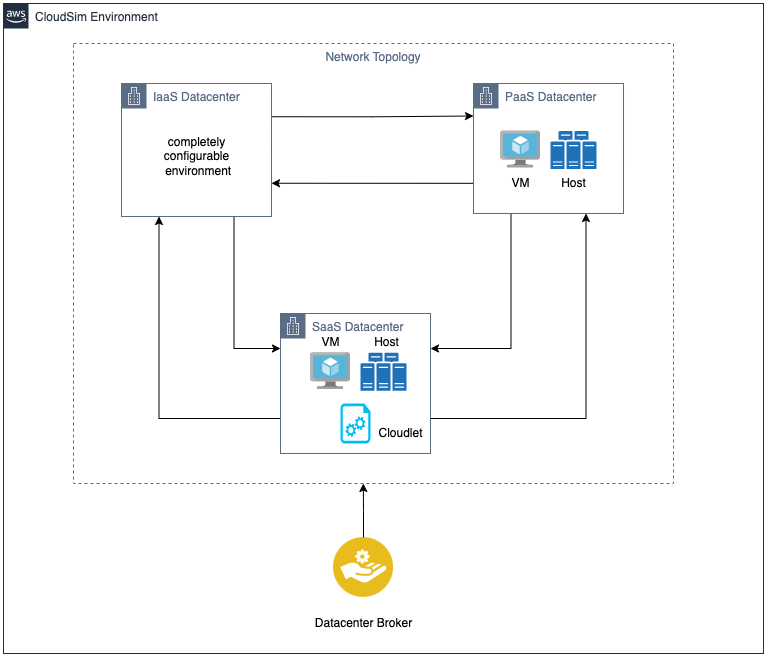 aws
CloudSim Environment
Network Topology
IaaS Datacenter
completely
configurable
environment
PaaS Datacenter
VM
Host
SaaS Datacenter
VM
Host
Cloudlet
Datacenter Broker